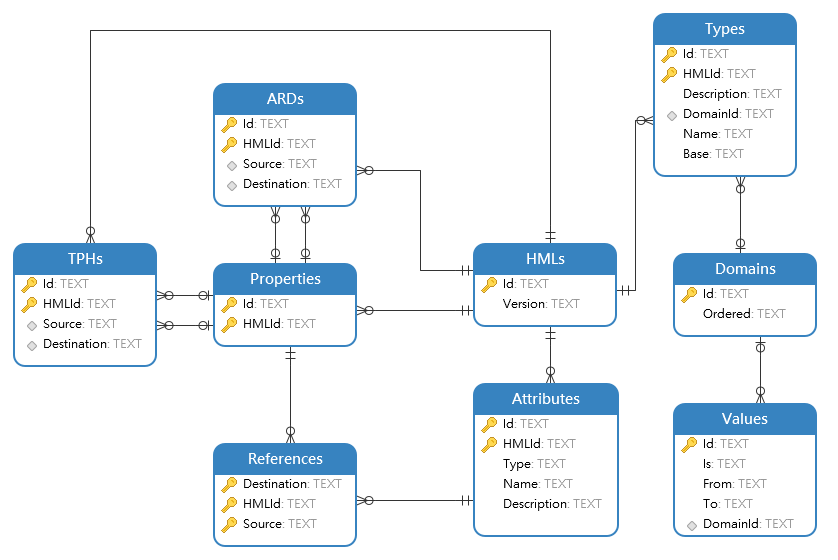 Types
Id: TEXT
HMLId: TEXT
Description: TEXT
DomainId: TEXT
Name: TEXT
Base: TEXT
ARDs
Id: TEXT
HMLId: TEXT
Source: TEXT
Destination: TEXT
TPHs
Id: TEXT
HMLId: TEXT
Source: TEXT
Destination: TEXT
Properties
Id: TEXT
HMLId: TEXT
HMLs
Id: TEXT
Version: TEXT
Domains
Id: TEXT
Ordered: TEXT
Attributes
Id: TEXT
HMLId: TEXT
Type: TEXT
Name: TEXT
Description: TEXT
Values
Id: TEXT
Is: TEXT
From: TEXT
To: TEXT
DomainId: TEXT
References
Destination: TEXT
HMLId: TEXT
Source: TEXT